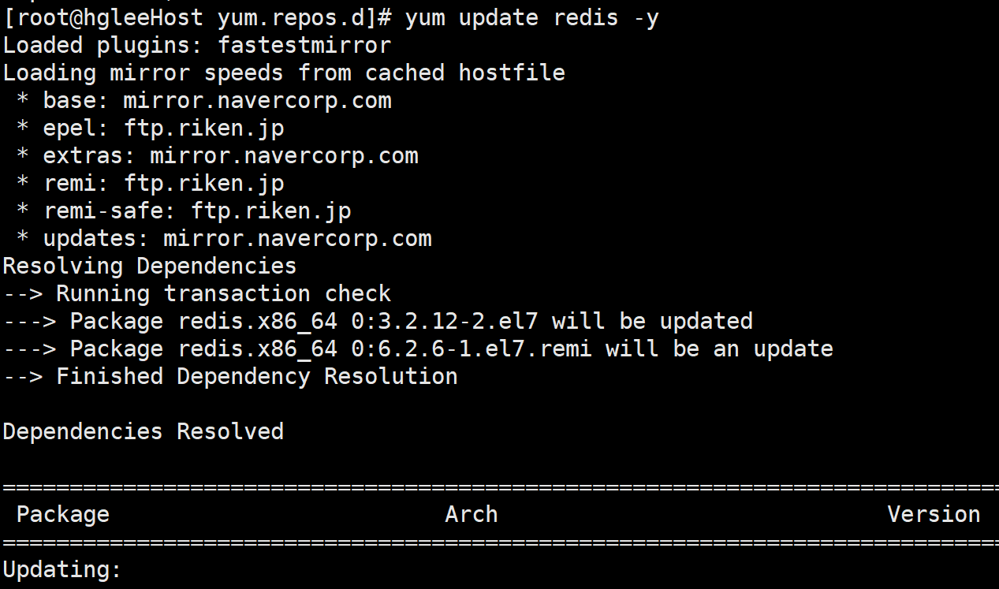 [root@hgleeHost yum.repos.d]# yum update redis -y
Loaded plugins: fastestmirror
Loading mirror speeds from cached hostfile
 * base: mirror.navercorp.com
 * epel: ftp.riken.jp
 * extras: mirror.navercorp.com
 * remi: ftp.riken.jp
 * remi-safe: ftp.riken.jp
 * updates: mirror.navercorp.com
Resolving Dependencies
--> Running transaction check
---> Package redis.x86_64 0:3.2.12-2.el7 will be updated
---> Package redis.x86_64 0:6.2.6-1.el7.remi will be an update
--> Finished Dependency Resolution

Dependencies Resolved

===========================================================================
 Package                         Arch                             Version
===========================================================================
Updating: